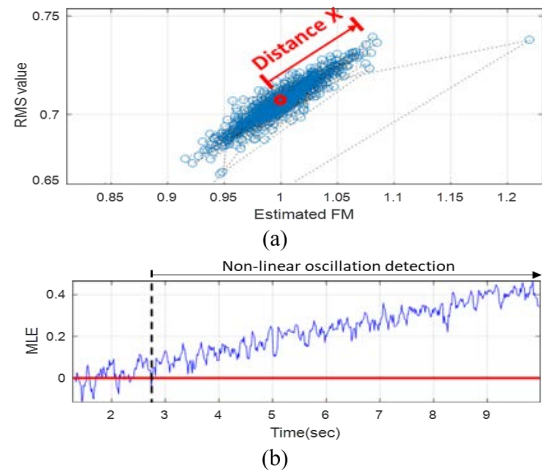 0.75
Distance X
RMS value
0.7
0.65
0.85
0.9
0.95
1
1.05
1.1
1.15
1.2
Estimated FM
(a)
Non-linear oscillation detection
0.4
MLE
0.2
0
2
3
4
5
6
7
8
9
Time(sec)
(b)